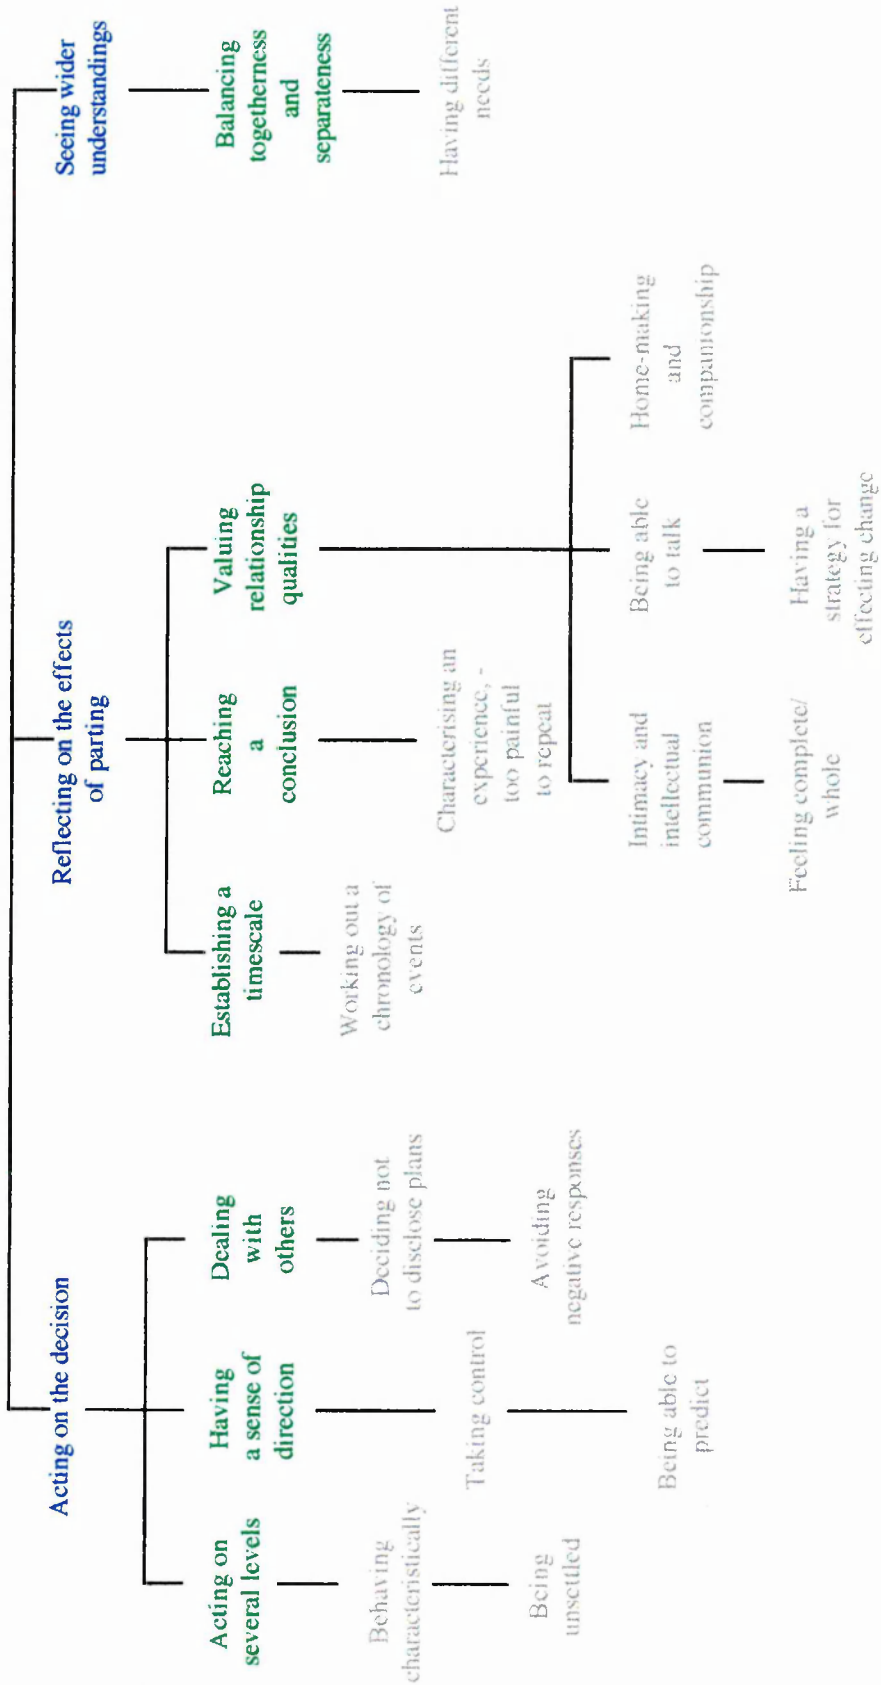 Acting on the decision
Reflecting on the effects
of parting
Seeing wider
understandings
Acting on
several levels
Having
a sense of
direction
Dealing
with
others
Establishing a
timescale
Reaching
a
conclusion
Valuing
relationship
qualities
Balancing
togetherness
and
separateness
Behaving
characteristically
Being
unsettled
Taking control
Being able to
predict
Deciding not
to disclose plans
Avoiding
negative responses
Working out a
chronology of
events
Characterising an
experience, -
too painful
to repeat
Intimacy and
intellectual
communion
Feeling complete/
whole
Being able
to talk
Having a
strategy for
effecting change
Home-making
and
companionship
Having different
needs